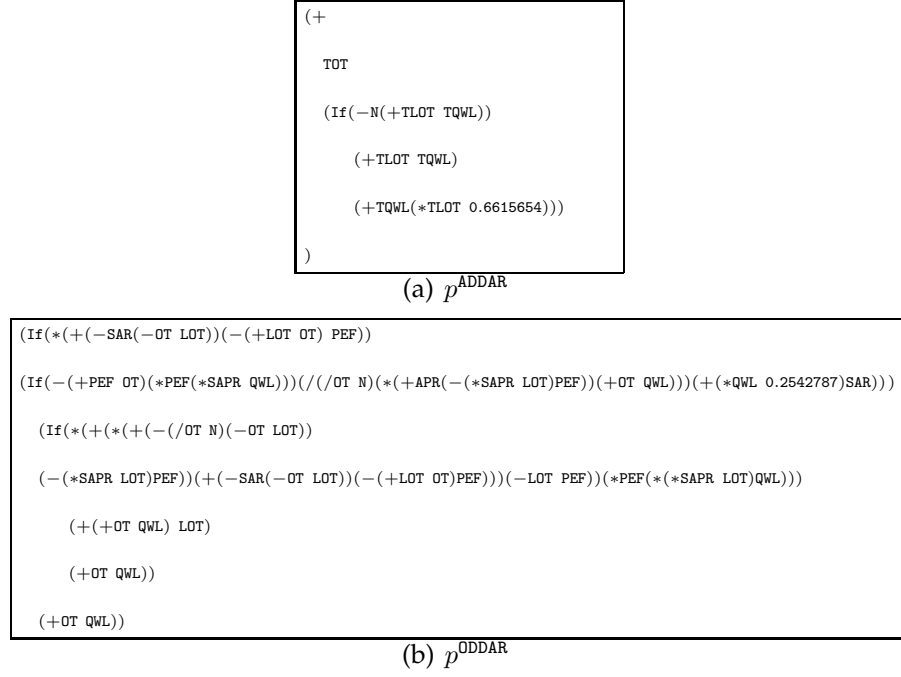 (+
TOT
(If(−N(+TLOT TQWL))
(+TLOT TQWL)
(+TQWL(∗TLOT 0.6615654)))
)
(a) p^ADDAR
(If(∗(+(−SAR(−OT LOT))(−(+LOT OT) PEF))
(If(−(+PEF OT)(∗PEF(∗SAPR QWL)))(/(/OT N)(∗(+APR(−(∗SAPR LOT)PEF))(+OT QWL)))(+(∗QWL 0.2542787)SAR)))
(If(∗(+(∗(+(−(/OT N)(−OT LOT))
(−(∗SAPR LOT)PEF))(+(−SAR(−OT LOT))(−(+LOT OT)PEF)))(−LOT PEF))(∗PEF(∗(∗SAPR LOT)QWL)))
(+(+OT QWL) LOT)
(+OT QWL))
(+OT QWL))
(b) p^ODDAR